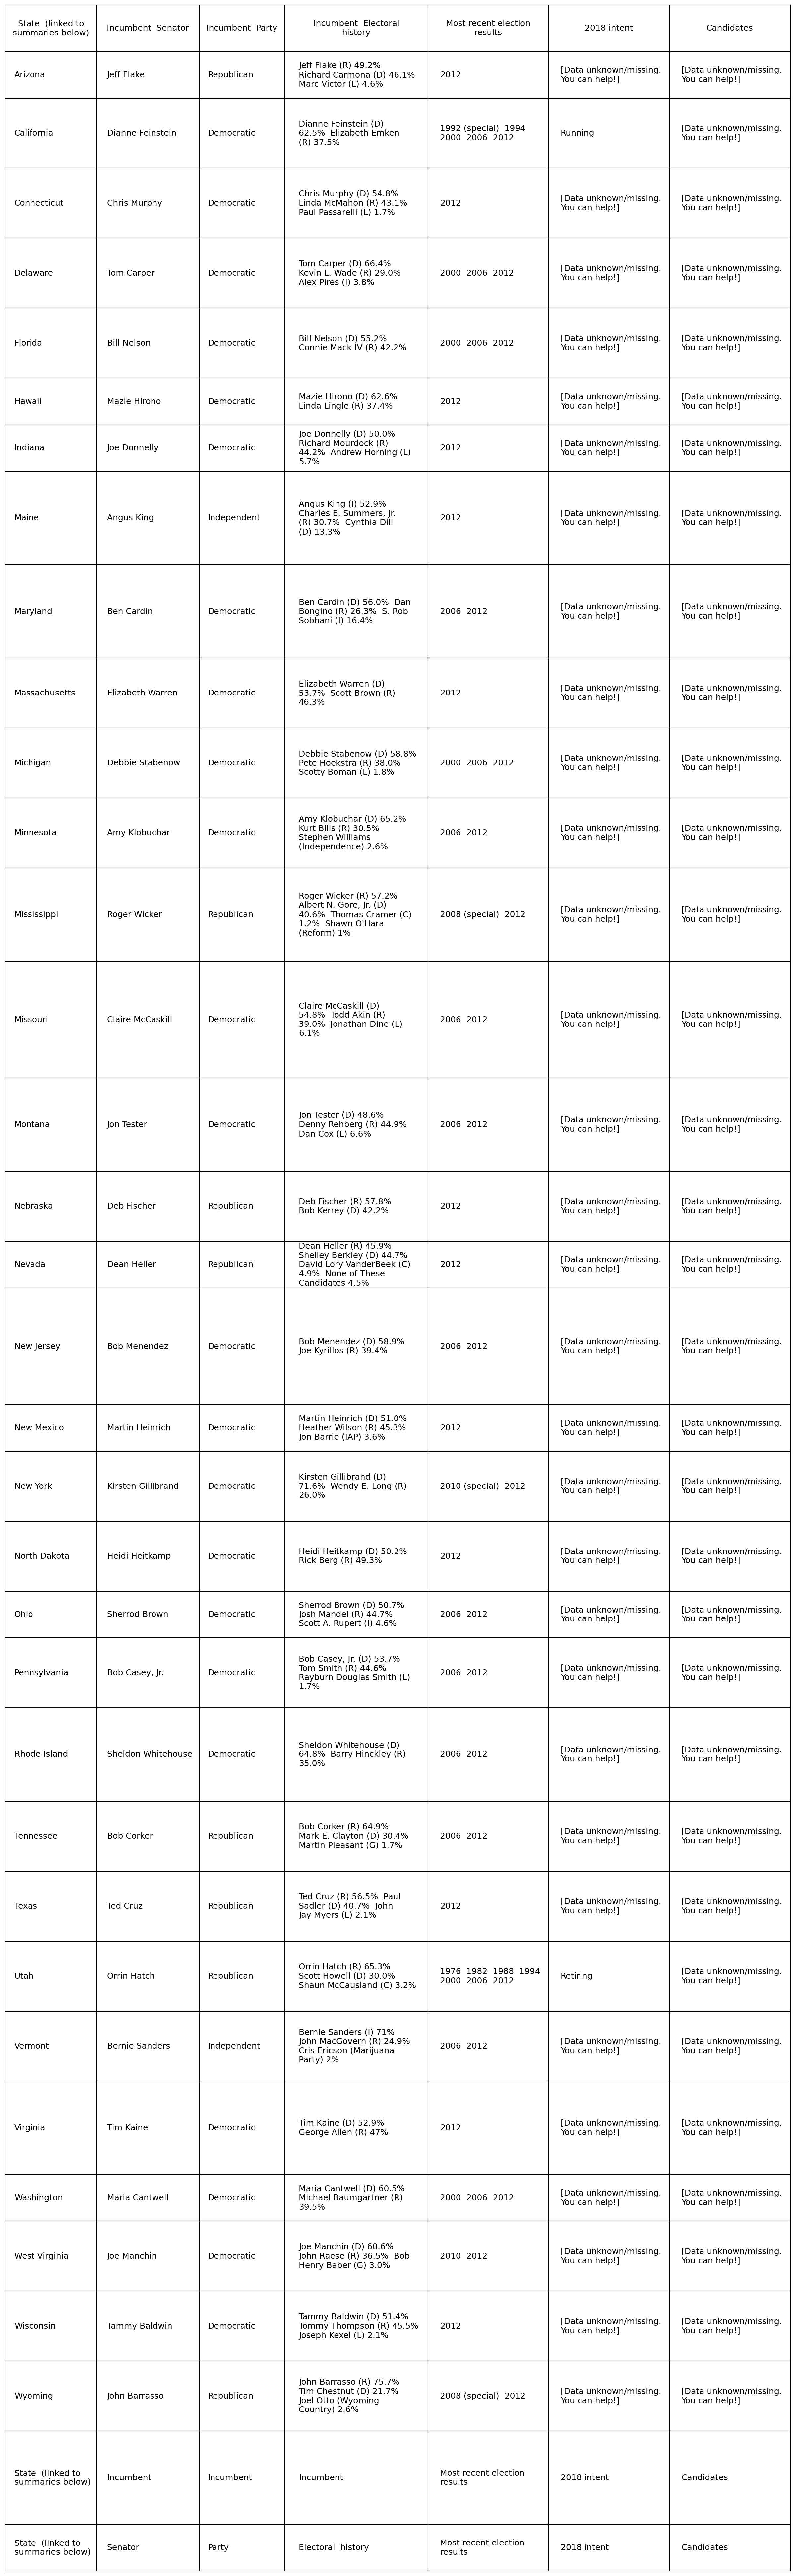 State  (linked to summaries below)	Incumbent  Senator	Incumbent  Party	Incumbent  Electoral history	Most recent election results	2018 intent	Candidates
Arizona	Jeff Flake	Republican	Jeff Flake (R) 49.2% Richard Carmona (D) 46.1% Marc Victor (L) 4.6%	2012	[Data unknown/missing. You can help!]	[Data unknown/missing. You can help!]
California	Dianne Feinstein	Democratic	Dianne Feinstein (D) 62.5%  Elizabeth Emken (R) 37.5%	1992 (special)  1994 2000  2006  2012	Running	[Data unknown/missing. You can help!]
Connecticut	Chris Murphy	Democratic	Chris Murphy (D) 54.8% Linda McMahon (R) 43.1% Paul Passarelli (L) 1.7%	2012	[Data unknown/missing. You can help!]	[Data unknown/missing. You can help!]
Delaware	Tom Carper	Democratic	Tom Carper (D) 66.4% Kevin L. Wade (R) 29.0% Alex Pires (I) 3.8%	2000  2006  2012	[Data unknown/missing. You can help!]	[Data unknown/missing. You can help!]
Florida	Bill Nelson	Democratic	Bill Nelson (D) 55.2% Connie Mack IV (R) 42.2%	2000  2006  2012	[Data unknown/missing. You can help!]	[Data unknown/missing. You can help!]
Hawaii	Mazie Hirono	Democratic	Mazie Hirono (D) 62.6% Linda Lingle (R) 37.4%	2012	[Data unknown/missing. You can help!]	[Data unknown/missing. You can help!]
Indiana	Joe Donnelly	Democratic	Joe Donnelly (D) 50.0% Richard Mourdock (R) 44.2%  Andrew Horning (L) 5.7%	2012	[Data unknown/missing. You can help!]	[Data unknown/missing. You can help!]
Maine	Angus King	Independent	Angus King (I) 52.9% Charles E. Summers, Jr. (R) 30.7%  Cynthia Dill (D) 13.3%	2012	[Data unknown/missing. You can help!]	[Data unknown/missing. You can help!]
Maryland	Ben Cardin	Democratic	Ben Cardin (D) 56.0%  Dan Bongino (R) 26.3%  S. Rob Sobhani (I) 16.4%	2006  2012	[Data unknown/missing. You can help!]	[Data unknown/missing. You can help!]
Massachusetts	Elizabeth Warren	Democratic	Elizabeth Warren (D) 53.7%  Scott Brown (R) 46.3%	2012	[Data unknown/missing. You can help!]	[Data unknown/missing. You can help!]
Michigan	Debbie Stabenow	Democratic	Debbie Stabenow (D) 58.8% Pete Hoekstra (R) 38.0% Scotty Boman (L) 1.8%	2000  2006  2012	[Data unknown/missing. You can help!]	[Data unknown/missing. You can help!]
Minnesota	Amy Klobuchar	Democratic	Amy Klobuchar (D) 65.2% Kurt Bills (R) 30.5% Stephen Williams (Independence) 2.6%	2006  2012	[Data unknown/missing. You can help!]	[Data unknown/missing. You can help!]
Mississippi	Roger Wicker	Republican	Roger Wicker (R) 57.2% Albert N. Gore, Jr. (D) 40.6%  Thomas Cramer (C) 1.2%  Shawn O'Hara (Reform) 1%	2008 (special)  2012	[Data unknown/missing. You can help!]	[Data unknown/missing. You can help!]
Missouri	Claire McCaskill	Democratic	Claire McCaskill (D) 54.8%  Todd Akin (R) 39.0%  Jonathan Dine (L) 6.1%	2006  2012	[Data unknown/missing. You can help!]	[Data unknown/missing. You can help!]
Montana	Jon Tester	Democratic	Jon Tester (D) 48.6% Denny Rehberg (R) 44.9% Dan Cox (L) 6.6%	2006  2012	[Data unknown/missing. You can help!]	[Data unknown/missing. You can help!]
Nebraska	Deb Fischer	Republican	Deb Fischer (R) 57.8% Bob Kerrey (D) 42.2%	2012	[Data unknown/missing. You can help!]	[Data unknown/missing. You can help!]
Nevada	Dean Heller	Republican	Dean Heller (R) 45.9% Shelley Berkley (D) 44.7% David Lory VanderBeek (C) 4.9%  None of These Candidates 4.5%	2012	[Data unknown/missing. You can help!]	[Data unknown/missing. You can help!]
New Jersey	Bob Menendez	Democratic	Bob Menendez (D) 58.9% Joe Kyrillos (R) 39.4%	2006  2012	[Data unknown/missing. You can help!]	[Data unknown/missing. You can help!]
New Mexico	Martin Heinrich	Democratic	Martin Heinrich (D) 51.0% Heather Wilson (R) 45.3% Jon Barrie (IAP) 3.6%	2012	[Data unknown/missing. You can help!]	[Data unknown/missing. You can help!]
New York	Kirsten Gillibrand	Democratic	Kirsten Gillibrand (D) 71.6%  Wendy E. Long (R) 26.0%	2010 (special)  2012	[Data unknown/missing. You can help!]	[Data unknown/missing. You can help!]
North Dakota	Heidi Heitkamp	Democratic	Heidi Heitkamp (D) 50.2% Rick Berg (R) 49.3%	2012	[Data unknown/missing. You can help!]	[Data unknown/missing. You can help!]
Ohio	Sherrod Brown	Democratic	Sherrod Brown (D) 50.7% Josh Mandel (R) 44.7% Scott A. Rupert (I) 4.6%	2006  2012	[Data unknown/missing. You can help!]	[Data unknown/missing. You can help!]
Pennsylvania	Bob Casey, Jr.	Democratic	Bob Casey, Jr. (D) 53.7% Tom Smith (R) 44.6% Rayburn Douglas Smith (L) 1.7%	2006  2012	[Data unknown/missing. You can help!]	[Data unknown/missing. You can help!]
Rhode Island	Sheldon Whitehouse	Democratic	Sheldon Whitehouse (D) 64.8%  Barry Hinckley (R) 35.0%	2006  2012	[Data unknown/missing. You can help!]	[Data unknown/missing. You can help!]
Tennessee	Bob Corker	Republican	Bob Corker (R) 64.9% Mark E. Clayton (D) 30.4% Martin Pleasant (G) 1.7%	2006  2012	[Data unknown/missing. You can help!]	[Data unknown/missing. You can help!]
Texas	Ted Cruz	Republican	Ted Cruz (R) 56.5%  Paul Sadler (D) 40.7%  John Jay Myers (L) 2.1%	2012	[Data unknown/missing. You can help!]	[Data unknown/missing. You can help!]
Utah	Orrin Hatch	Republican	Orrin Hatch (R) 65.3% Scott Howell (D) 30.0% Shaun McCausland (C) 3.2%	1976  1982  1988  1994 2000  2006  2012	Retiring	[Data unknown/missing. You can help!]
Vermont	Bernie Sanders	Independent	Bernie Sanders (I) 71% John MacGovern (R) 24.9% Cris Ericson (Marijuana Party) 2%	2006  2012	[Data unknown/missing. You can help!]	[Data unknown/missing. You can help!]
Virginia	Tim Kaine	Democratic	Tim Kaine (D) 52.9% George Allen (R) 47%	2012	[Data unknown/missing. You can help!]	[Data unknown/missing. You can help!]
Washington	Maria Cantwell	Democratic	Maria Cantwell (D) 60.5% Michael Baumgartner (R) 39.5%	2000  2006  2012	[Data unknown/missing. You can help!]	[Data unknown/missing. You can help!]
West Virginia	Joe Manchin	Democratic	Joe Manchin (D) 60.6% John Raese (R) 36.5%  Bob Henry Baber (G) 3.0%	2010  2012	[Data unknown/missing. You can help!]	[Data unknown/missing. You can help!]
Wisconsin	Tammy Baldwin	Democratic	Tammy Baldwin (D) 51.4% Tommy Thompson (R) 45.5% Joseph Kexel (L) 2.1%	2012	[Data unknown/missing. You can help!]	[Data unknown/missing. You can help!]
Wyoming	John Barrasso	Republican	John Barrasso (R) 75.7% Tim Chestnut (D) 21.7% Joel Otto (Wyoming Country) 2.6%	2008 (special)  2012	[Data unknown/missing. You can help!]	[Data unknown/missing. You can help!]
State  (linked to summaries below)	Incumbent	Incumbent	Incumbent	Most recent election results	2018 intent	Candidates
State  (linked to summaries below)	Senator	Party	Electoral  history	Most recent election results	2018 intent	Candidates